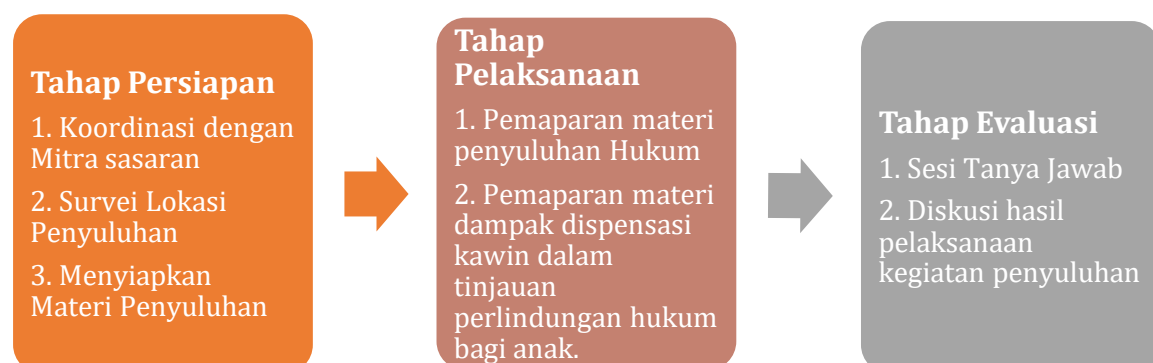 Tahap Persiapan
1. Koordinasi dengan
Mitra sasaran
2. Survei Lokasi
Penyuluhan
3. Menyiapkan
Materi Penyuluhan
Tahap
Pelaksanaan
1. Pemaparan materi
penyuluhan Hukum
2. Pemaparan materi
dampak dispensasi
kawin dalam
tinjauan
perlindungan hukum
bagi anak.
Tahap Evaluasi
1. Sesi Tanya Jawab
2. Diskusi hasil
pelaksanaan
kegiatan penyuluhan